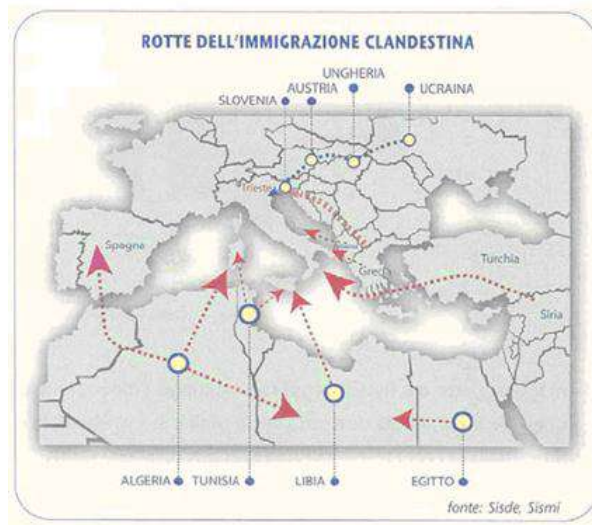 ROTTE DELL'IMMIGRAZIONE CLANDESTINA
UNGHERIA
AUSTRIA
SLOVENIA
UCRAINA
Trieste
Spagna
Grecia
Turchia
Siria
ALGERIA
TUNISIA
LIBIA
EGITTO
fonte: Sisde, Sismi